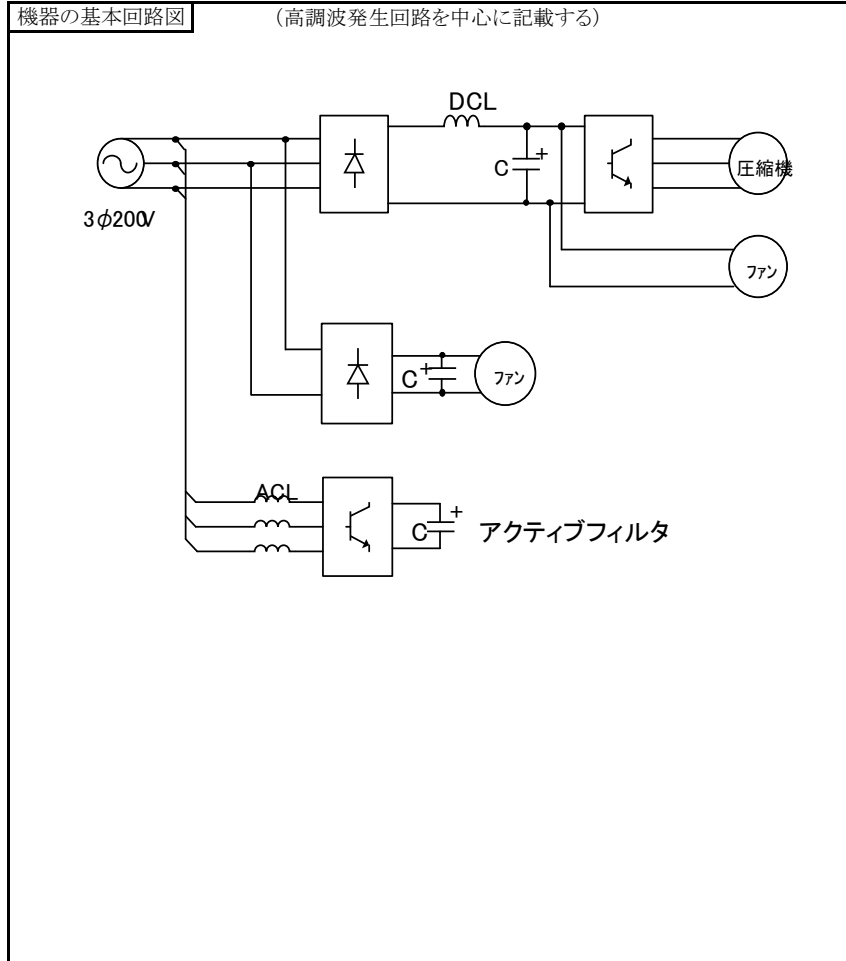 機器の基本回路図
（高調波発生回路を中心に記載する）
DCL
C
+
圧縮機
3φ200V
ファン
C
+
ファン
ACL
C
+
アクティブフィルタ